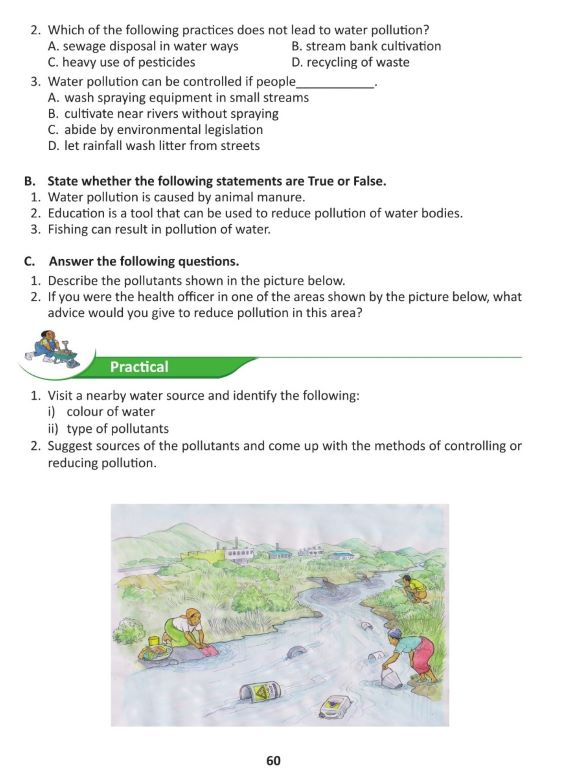 2. Which of the following practices does not lead to water pollution?
A. sewage disposal in water ways B. stream bank cultivation
C. heavy use of pesticides D. recycling of waste
3. Water pollution can be controlled if people___________.
A. wash spraying equipment in small streams
B. cultivate near rivers without spraying
C. abide by environmental legislation
D. let rainfall wash litter from streets
B. State whether the following statements are True or False.
1. Water pollution is caused by animal manure.
2. Education is a tool that can be used to reduce pollution of water bodies.
3. Fishing can result in pollution of water.
C. Answer the following questions.
1. Describe the pollutants shown in the picture below.
2. If you were the health officer in one of the areas shown by the picture below, what
advice would you give to reduce pollution in this area?
Practical
1. Visit a nearby water source and identify the following:
i) colour of water
ii) type of pollutants
2. Suggest sources of the pollutants and come up with the methods of controlling or
reducing pollution.
60